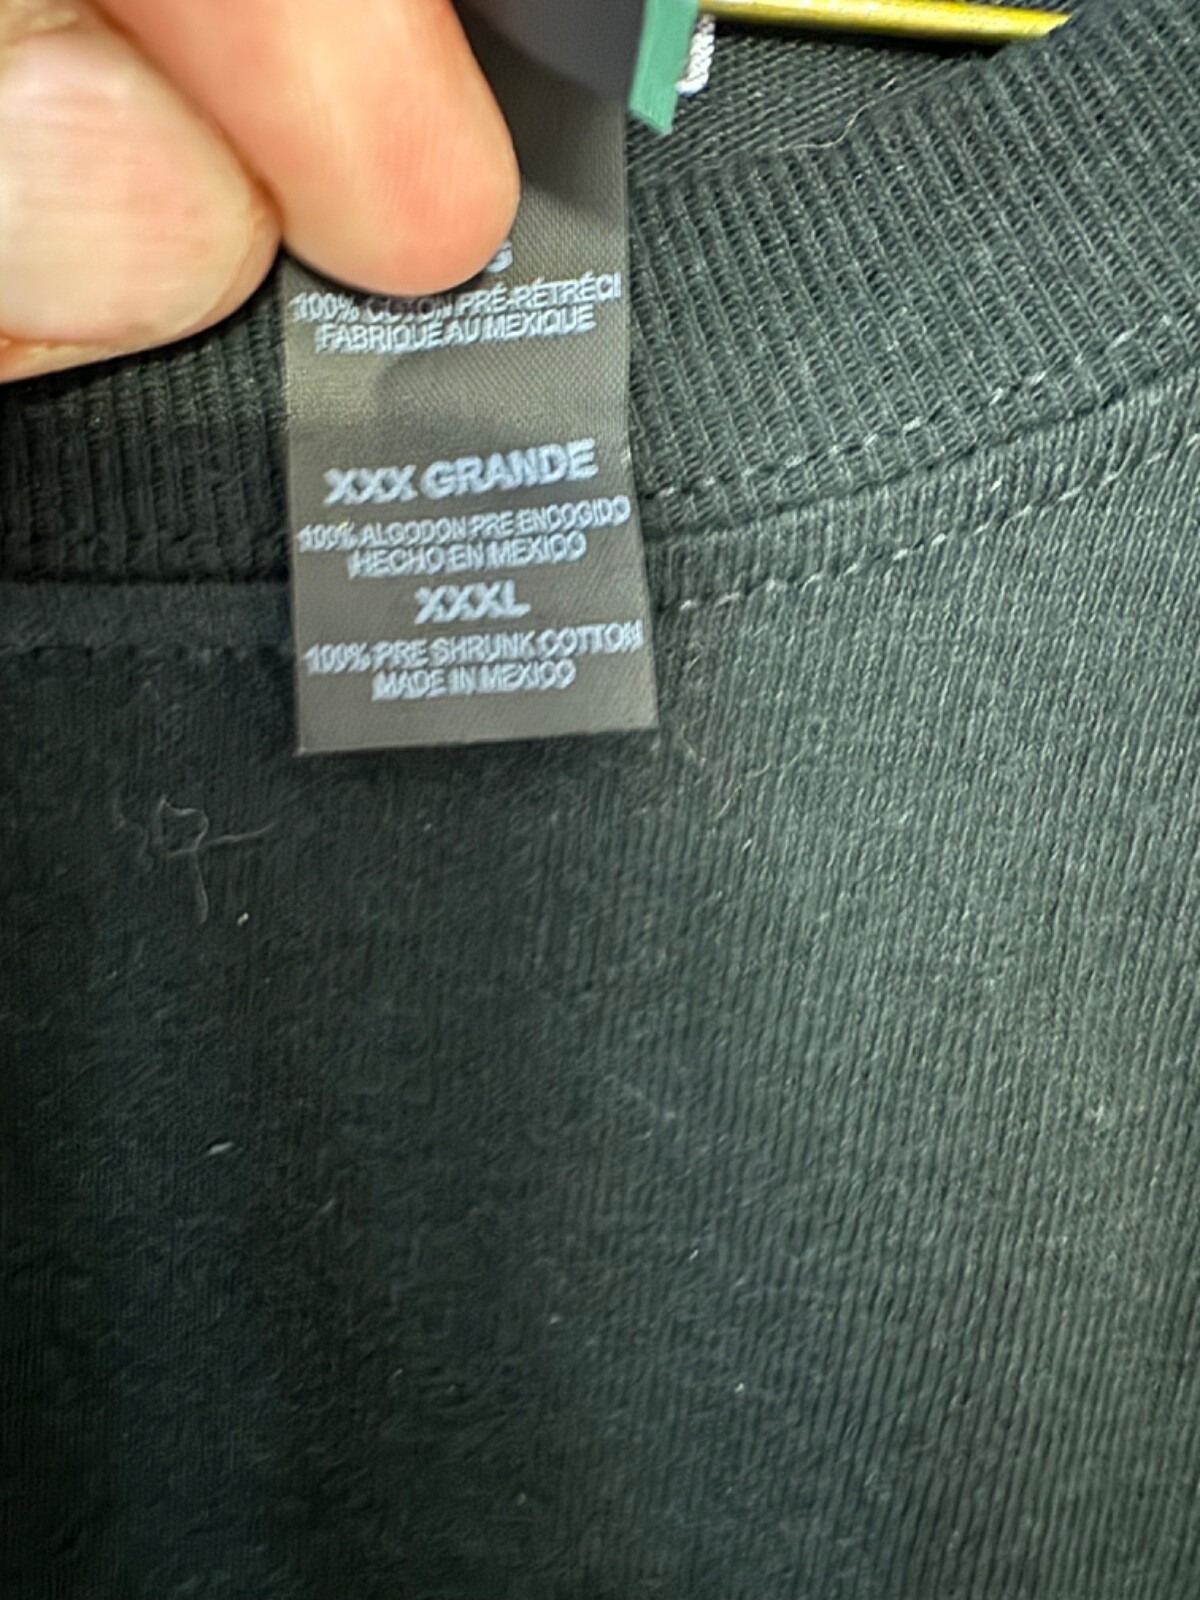 G
100% COTON PRÉ-RÉTRÉCI
FABRIQUE AU MEXIQUE
XXX GRANDE
100% ALGODON PRE ENCOGIDO
HECHO EN MEXICO
XXXL
100% PRE SHRUNK COTTON
MADE IN MEXICO